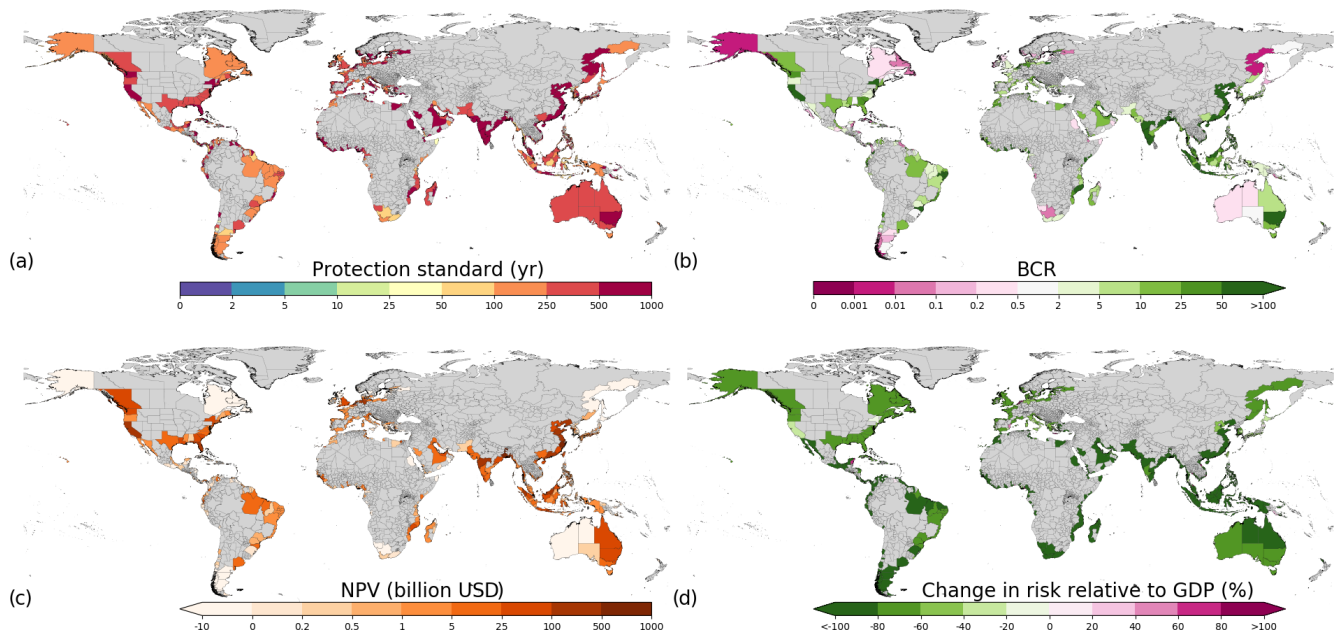 (a)
Protection standard (yr)
0 2 5 10 25 50 100 250 500 1000
(b)
BCR
0 0.001 0.01 0.1 0.2 0.5 2 5 10 25 50 >100
(c)
NPV (billion USD)
-10 0 0.2 0.5 1 5 25 100 500 1000
(d)
Change in risk relative to GDP (%)
<-100 -80 -60 -40 -20 0 20 40 60 80 >100